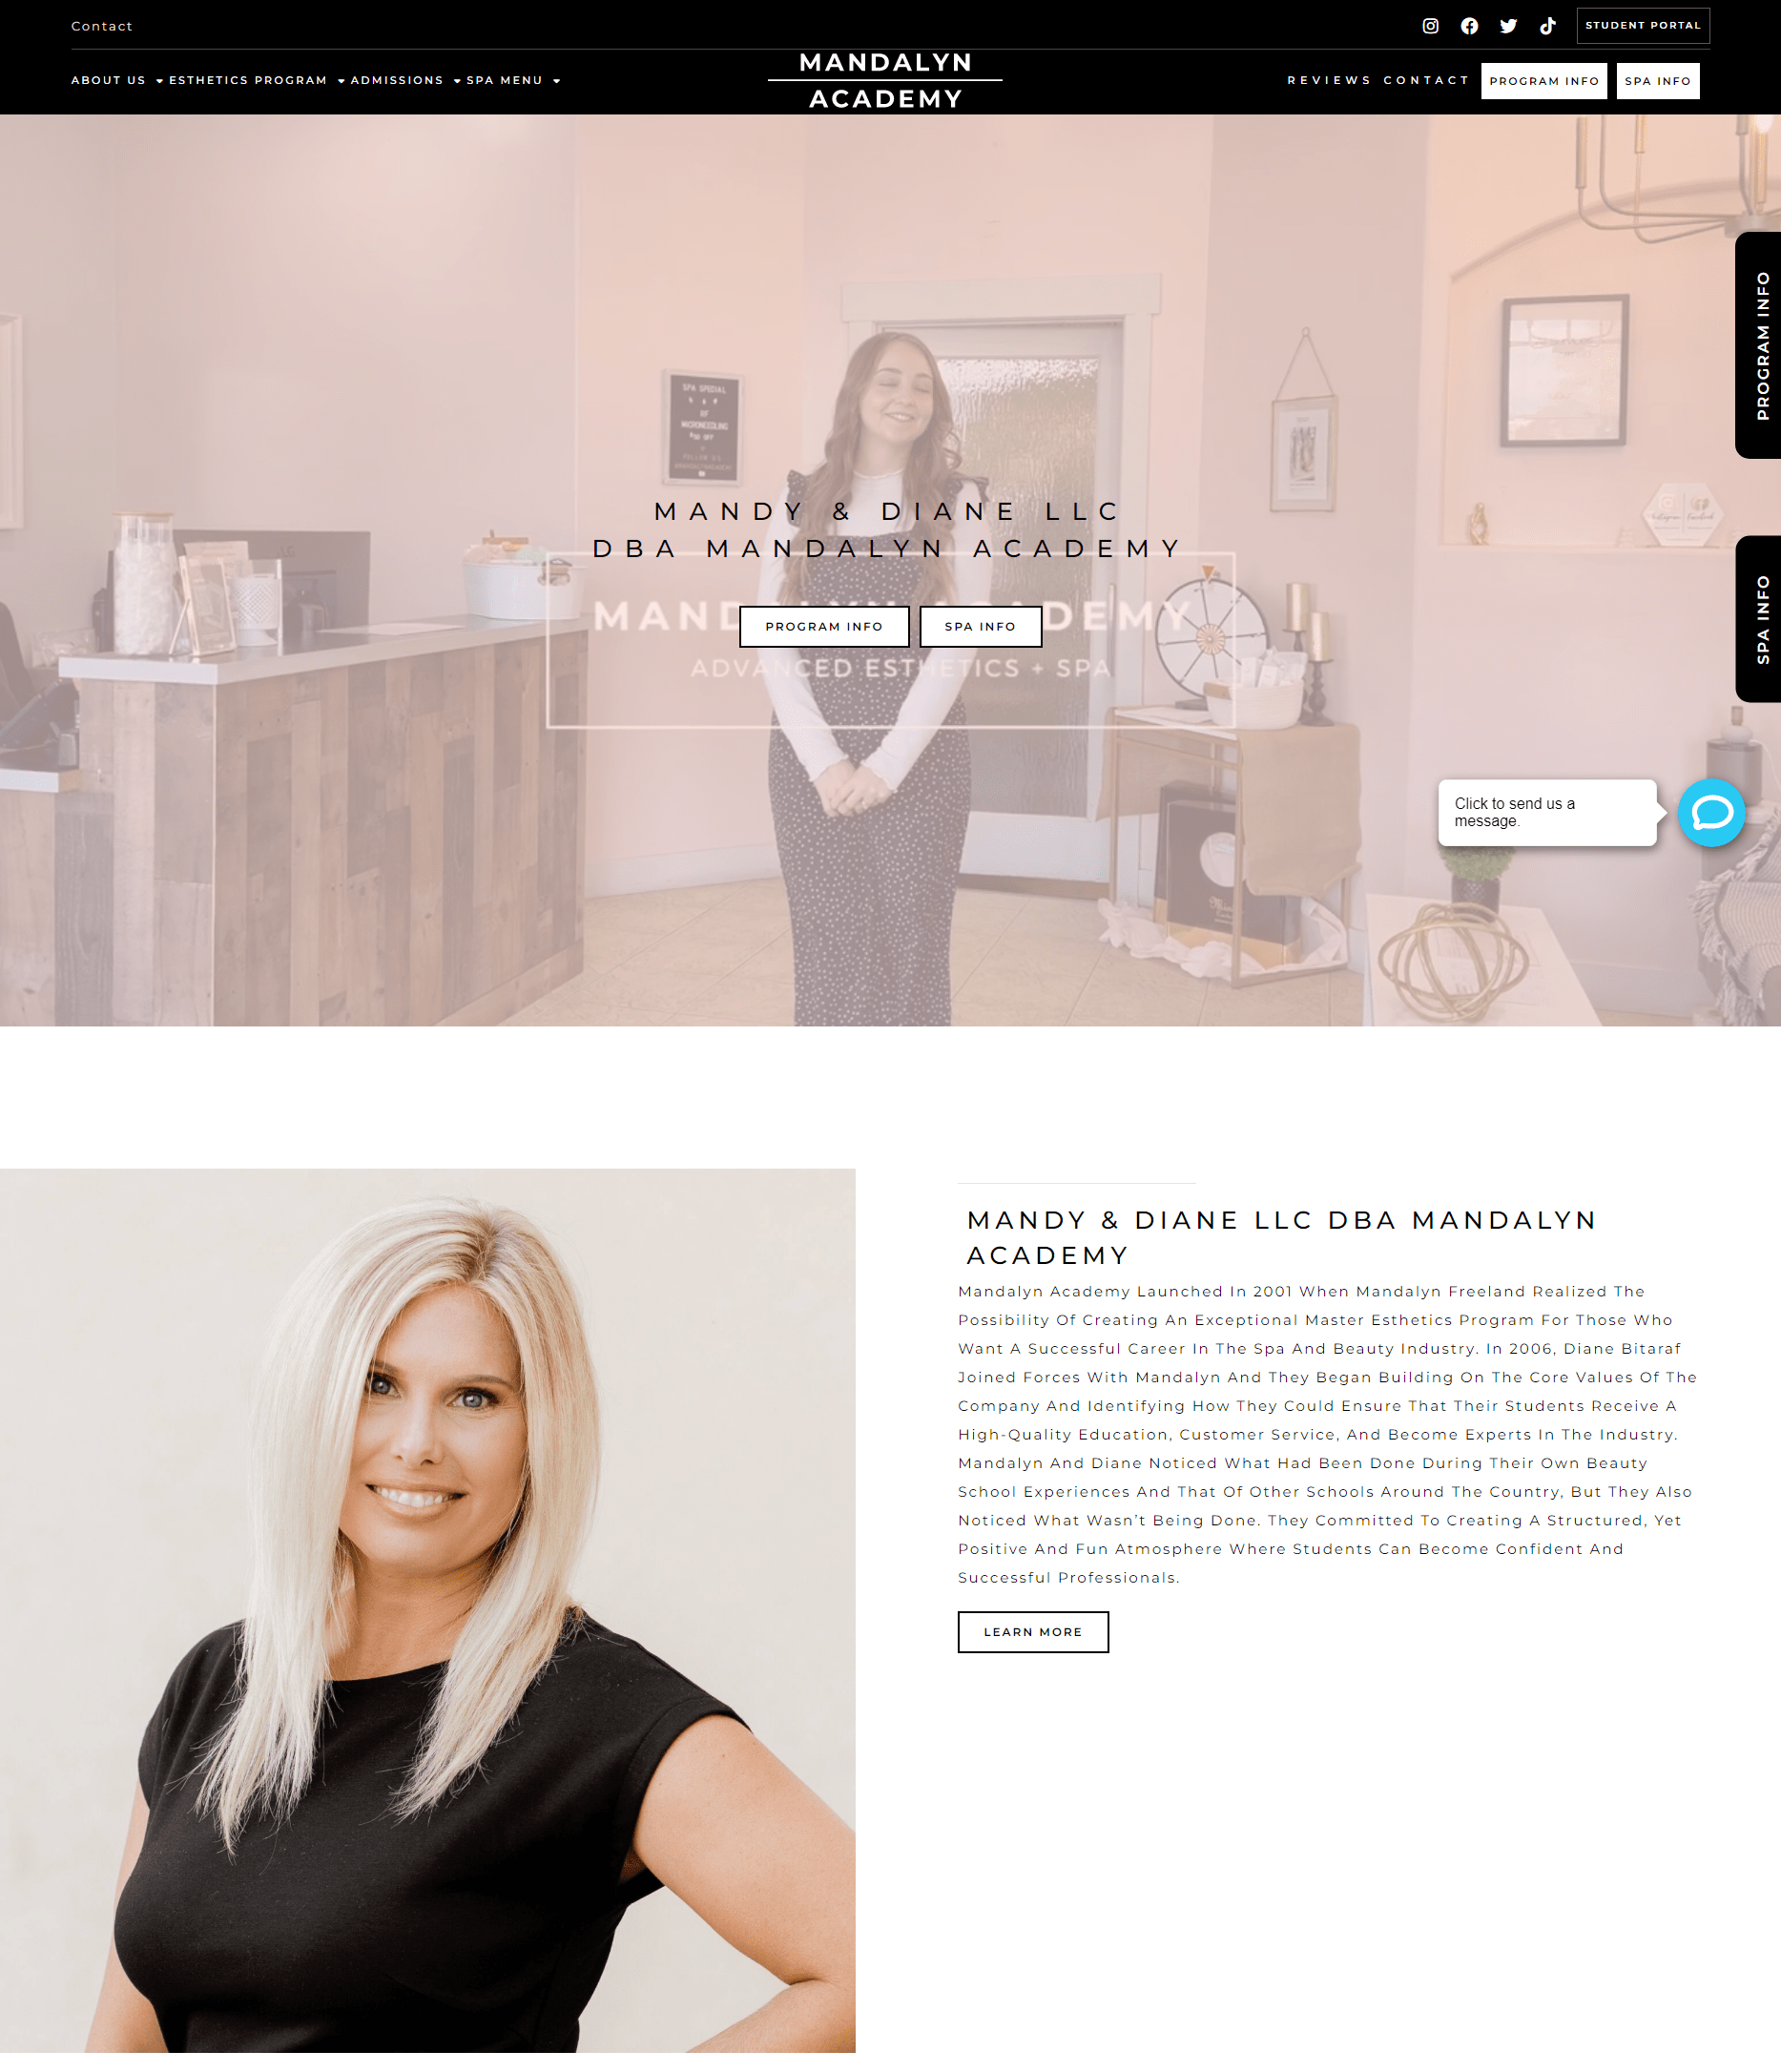 Contact
STUDENT PORTAL
ABOUT US
ESTHETICS PROGRAM
ADMISSIONS
SPA MENU
MANDALYN
ACADEMY
REVIEWS
CONTACT
PROGRAM INFO
SPA INFO
PROGRAM INFO
SPA SPECIAL
RF
MICRONEEDLING
FOLLOW US
MANDY & DIANE LLC
DBA MANDALYN ACADEMY
PROGRAM INFO
SPA INFO
ADVANCED ESTHETICS + SPA
SPA INFO
Click to send us a
message.
MANDY & DIANE LLC DBA MANDALYN
ACADEMY
Mandalyn Academy Launched In 2001 When Mandalyn Freeland Realized The
Possibility Of Creating An Exceptional Master Esthetics Program For Those Who
Want A Successful Career In The Spa And Beauty Industry. In 2006, Diane Bitaraf
Joined Forces With Mandalyn And They Began Building On The Core Values Of The
Company And Identifying How They Could Ensure That Their Students Receive A
High-Quality Education, Customer Service, And Become Experts In The Industry.
Mandalyn And Diane Noticed What Had Been Done During Their Own Beauty
School Experiences And That Of Other Schools Around The Country, But They Also
Noticed What Wasn’t Being Done. They Committed To Creating A Structured, Yet
Positive And Fun Atmosphere Where Students Can Become Confident And
Successful Professionals.
LEARN MORE